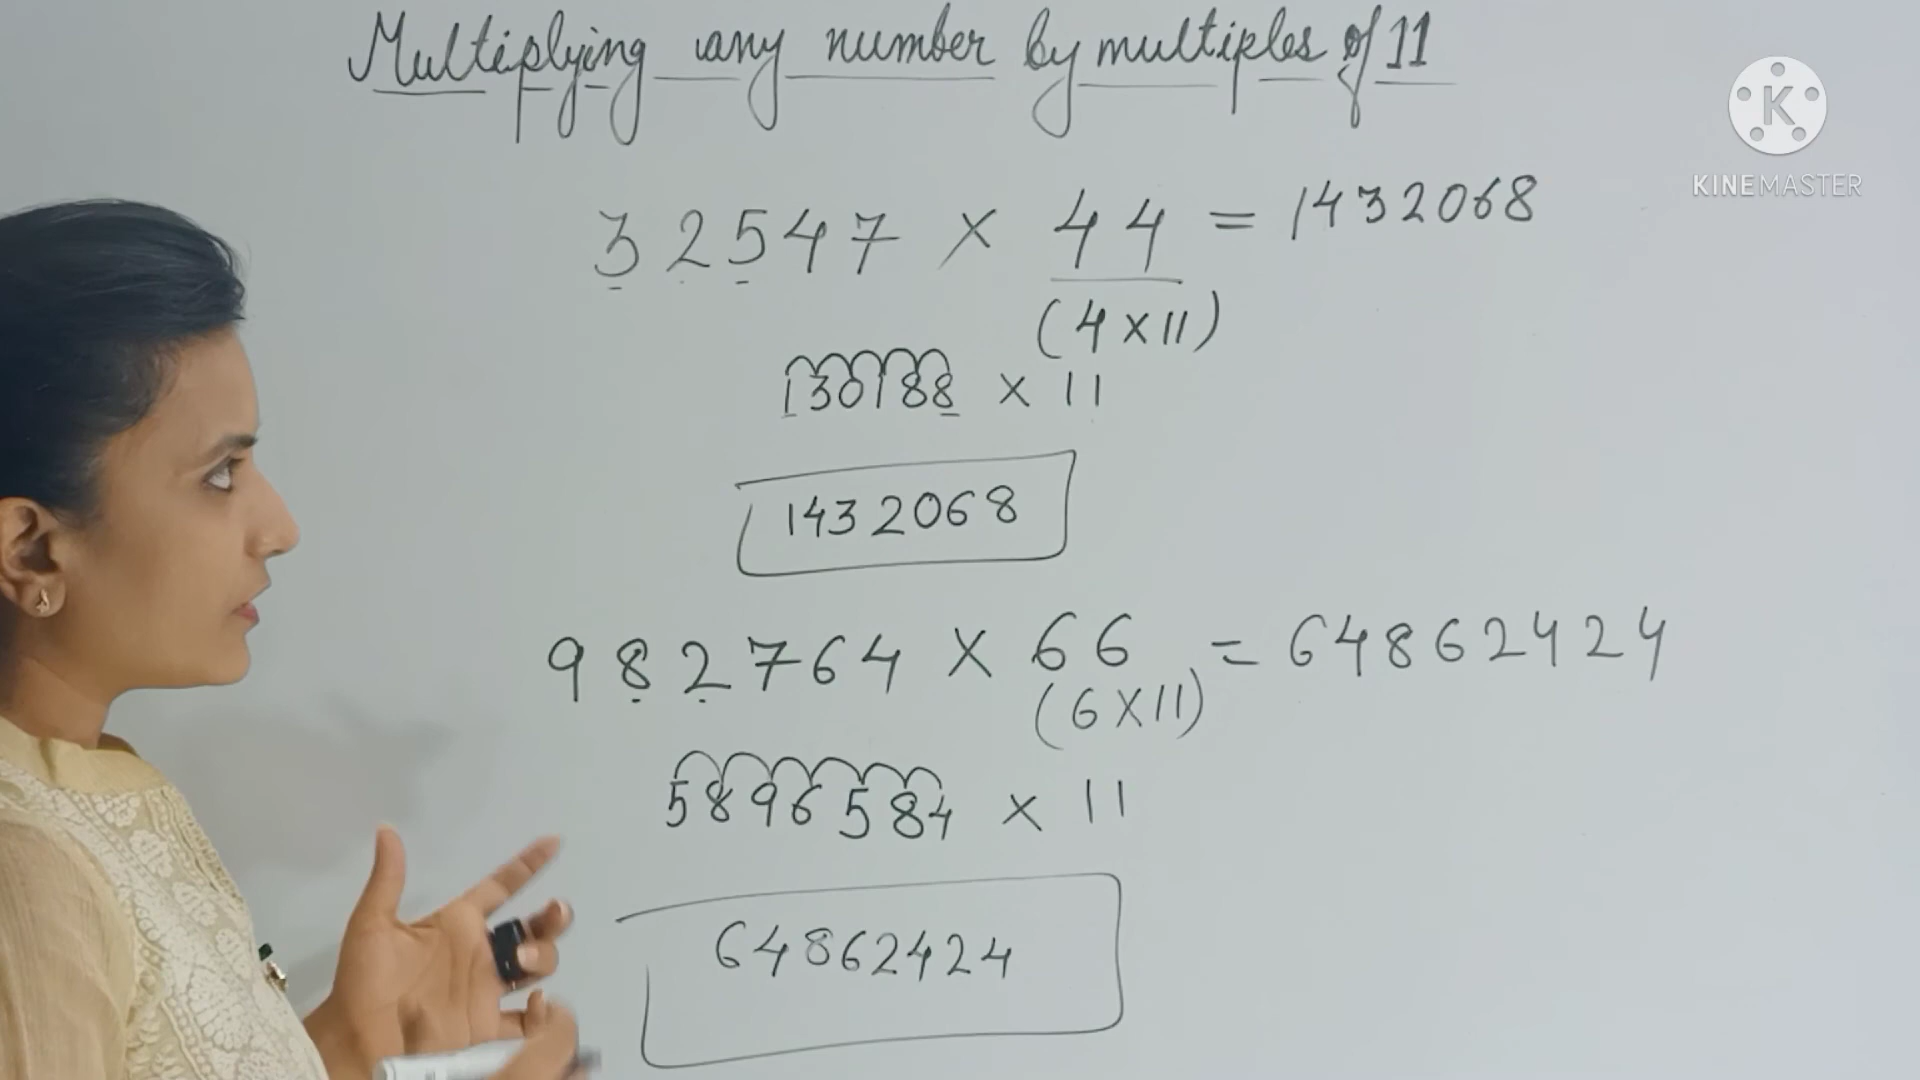 Multiplying any number by multiples of 11
K
KINEMASTER
32547 × 44 = 1432068
(4 × 11)
130188 × 11
1432068
982764 × 66 = 64862424
(6 × 11)
5896584 × 11
64862424